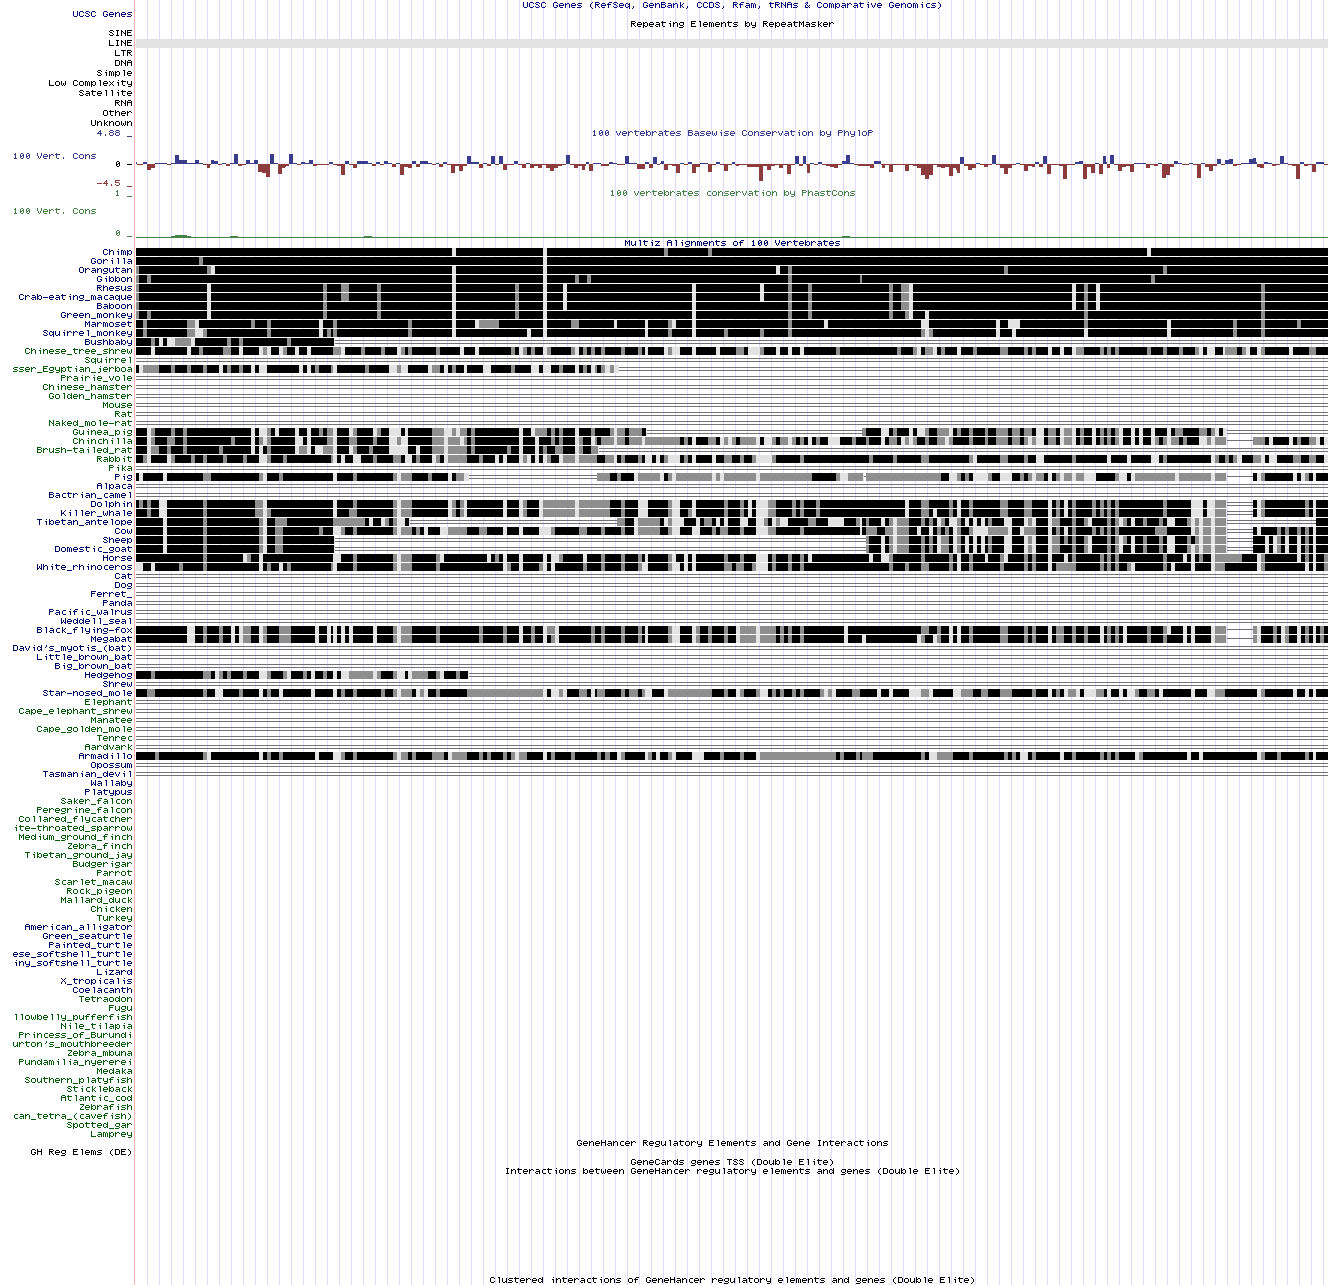 UCSC Genes (RefSeq, GenBank, CCDS, Rfam, tRNAs & Comparative Genomics)
UCSC Genes
Repeating Elements by RepeatMasker
SINE
LINE
LTR
DNA
Simple
Low Complexity
Satellite
RNA
Other
Unknown
4.88 _
100 vertebrates Basewise Conservation by PhyloP
100 Vert. Cons
0 -
-4.5 _
100 vertebrates conservation by PhastCons
1 _
100 Vert. Cons
0 _
Multiz Alignments of 100 Vertebrates
Chimp
Gorilla
Orangutan
Gibbon
Rhesus
Crab-eating_macaque
Baboon
Green_monkey
Marmoset
Squirrel_monkey
Bushbaby
Chinese_tree_shrew
Squirrel
sser_Egyptian_jerboa
Prairie_vole
Chinese_hamster
Golden_hamster
Mouse
Rat
Naked_mole-rat
Guinea_pig
Chinchilla
Brush-tailed_rat
Rabbit
Pika
Pig
Alpaca
Bactrian_camel
Dolphin
Killer_whale
Tibetan_antelope
Cow
Sheep
Domestic_goat
Horse
White_rhinoceros
Cat
Dog
Ferret_
Panda
Pacific_walrus
Weddell_seal
Black_flying-fox
Megabat
David's_myotis_(bat)
Little_brown_bat
Big_brown_bat
Hedgehog
Shrew
Star-nosed_mole
Elephant
Cape_elephant_shrew
Manatee
Cape_golden_mole
Tenrec
Aardvark
Armadillo
Opossum
Tasmanian_devil
Wallaby
Platypus
Saker_falcon
Peregrine_falcon
Collared_flycatcher
ite-throated_sparrow
Medium_ground_finch
Zebra_finch
Tibetan_ground_jay
Budgerigar
Parrot
Scarlet_macaw
Rock_pigeon
Mallard_duck
Chicken
Turkey
American_alligator
Green_seaturtle
Painted_turtle
ese_softshell_turtle
iny_softshell_turtle
Lizard
X_tropicalis
Coelacanth
Tetraodon
Fugu
llowbelly_pufferfish
Nile_tilapia
Princess_of_Burundi
urton's_mouthbreeder
Zebra_mbuna
Pundamilia_nyererei
Medaka
Southern_platyfish
Stickleback
Atlantic_cod
Zebrafish
can_tetra_(cavefish)
Spotted_gar
Lamprey
GeneHancer Regulatory Elements and Gene Interactions
GH Reg Elems (DE)
GeneCards genes TSS (Double Elite)
Interactions between GeneHancer regulatory elements and genes (Double Elite)
Clustered interactions of GeneHancer regulatory elements and genes (Double Elite)